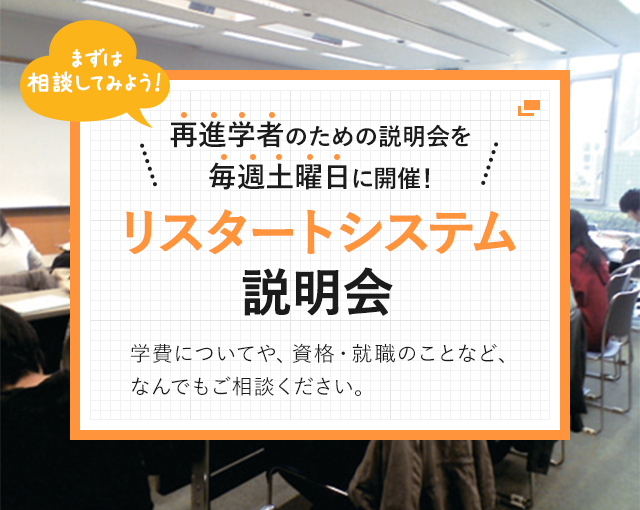 まずは
相談してみよう!
再進学者のための説明会を
毎週土曜日に開催!
リスタートシステム
説明会
学費についてや、資格・就職のことなど、
なんでもご相談ください。